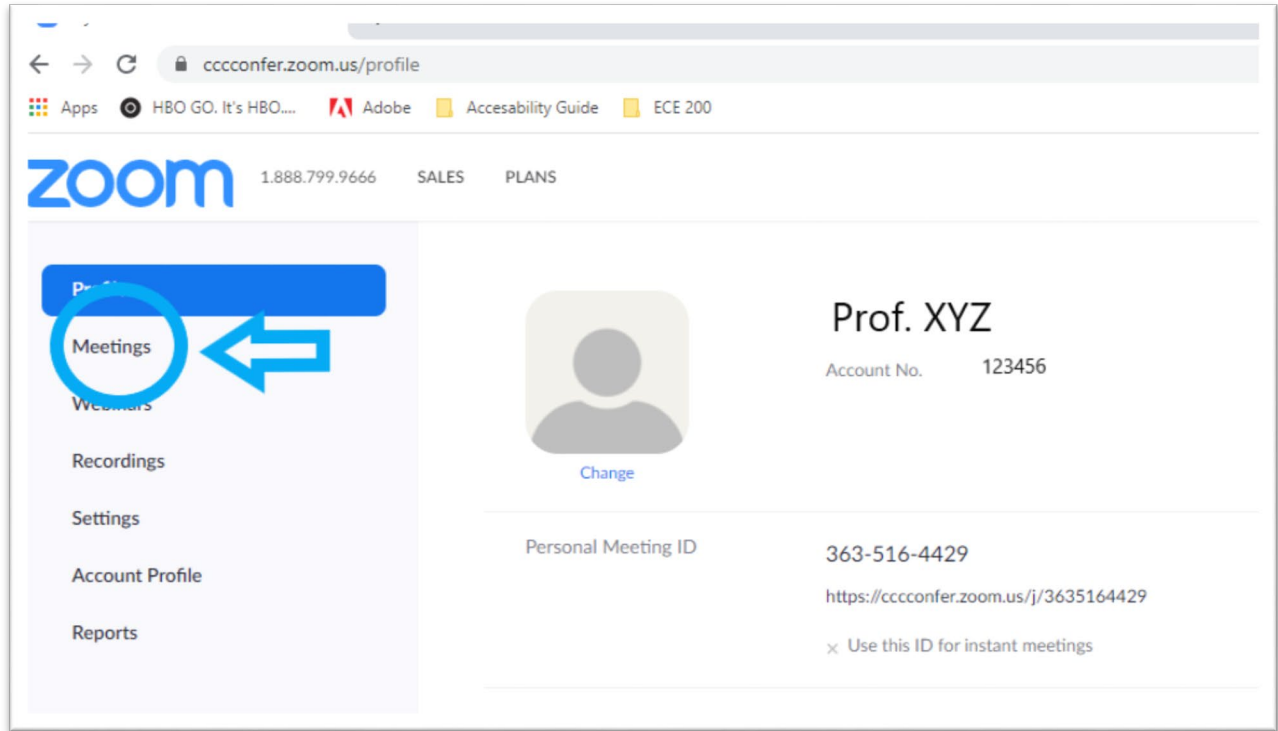 cccconfer.zoom.us/profile
Apps HBO GO. It's HBO.... Adobe Accesability Guide ECE 200
zoom 1.888.799.9666 SALES PLANS
Meetings
Webinars
Recordings
Settings
Account Profile
Reports
Change
Prof. XYZ
Account No. 123456
Personal Meeting ID 363-516-4429
https://cccconfer.zoom.us/j/3635164429
× Use this ID for instant meetings